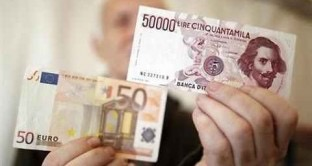 50000 LIRE CINQUANTAMILA
BANCA D'IT
50
50 EURO